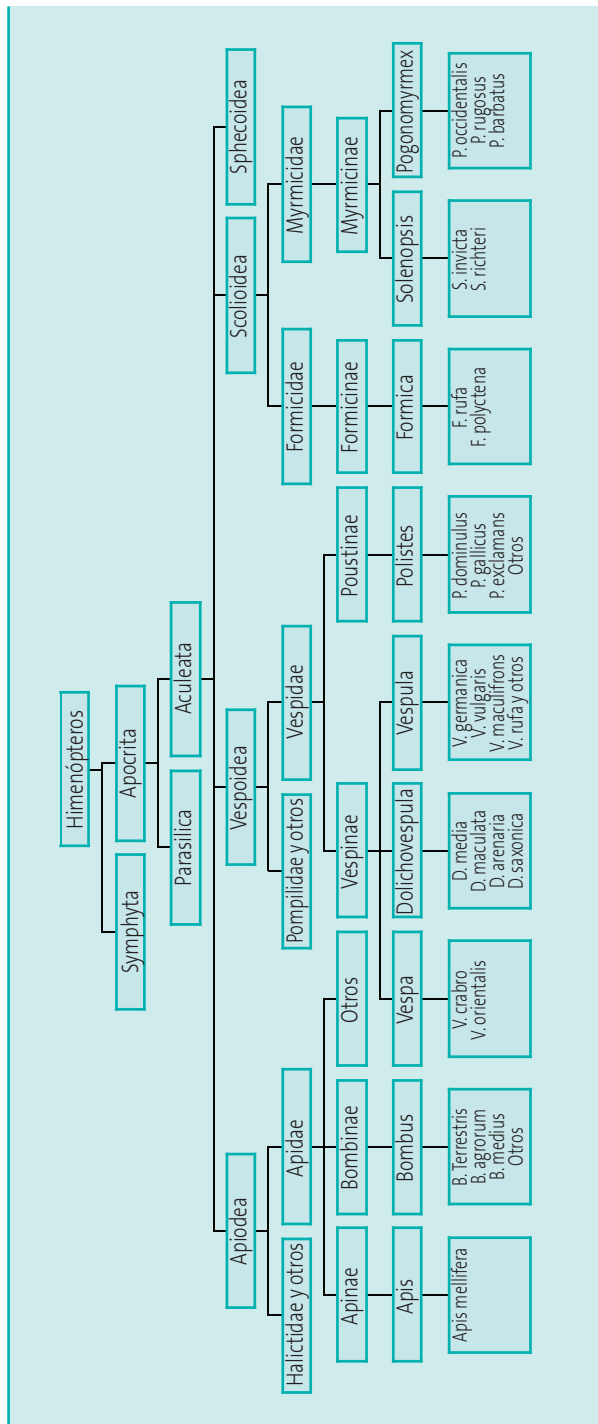 Himenópteros
Symphyta
Apocrita
Parasilica
Aculeata
Apiodea
Vespoidea
Scolioidea
Sphecoidea
Halictidae y otros
Apidae
Pompilidae y otros
Vespidae
Formicidae
Myrmicidae
Apinae
Bombinae
Otros
Vespinae
Poustinae
Formicinae
Myrmicinae
Apis
Bombus
Vespa
Dolichovespula
Vespula
Polistes
Formica
Solenopsis
Pogonomyrmex
Apis mellifera
B. Terrestris
B. agrorum
B. medius
Otros
V. crabro
V. orientalis
D. media
D. maculata
D. arenaria
D. saxonica
V. germanica
V. vulgaris
V. maculifrons
V. rufa y otros
P. dominulus
P. gallicus
P. exclamans
Otros
F. rufa
F. polyctena
S. invicta
S. richteri
P. occidentalis
P. rugosus
P. barbatus